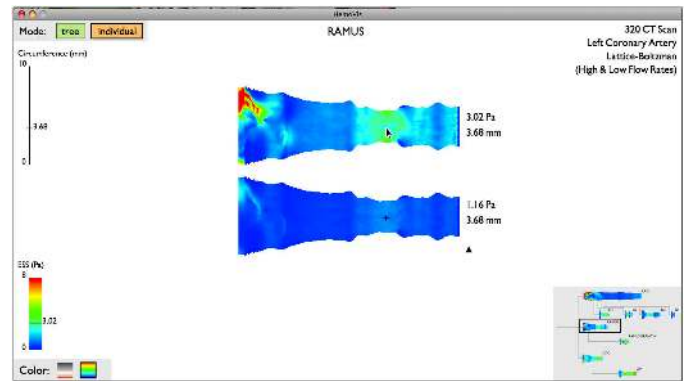 HemoVis
Mode: tree individual
RAMUS
320 CT Scan
Left Coronary Artery
Lattice-Boltzman
(High & Low Flow Rates)
Circumference (mm)
10
3.68
0
3.02 Pa
3.68 mm
1.16 Pa
3.68 mm
ESS (Pa)
8
3.02
0
Color: